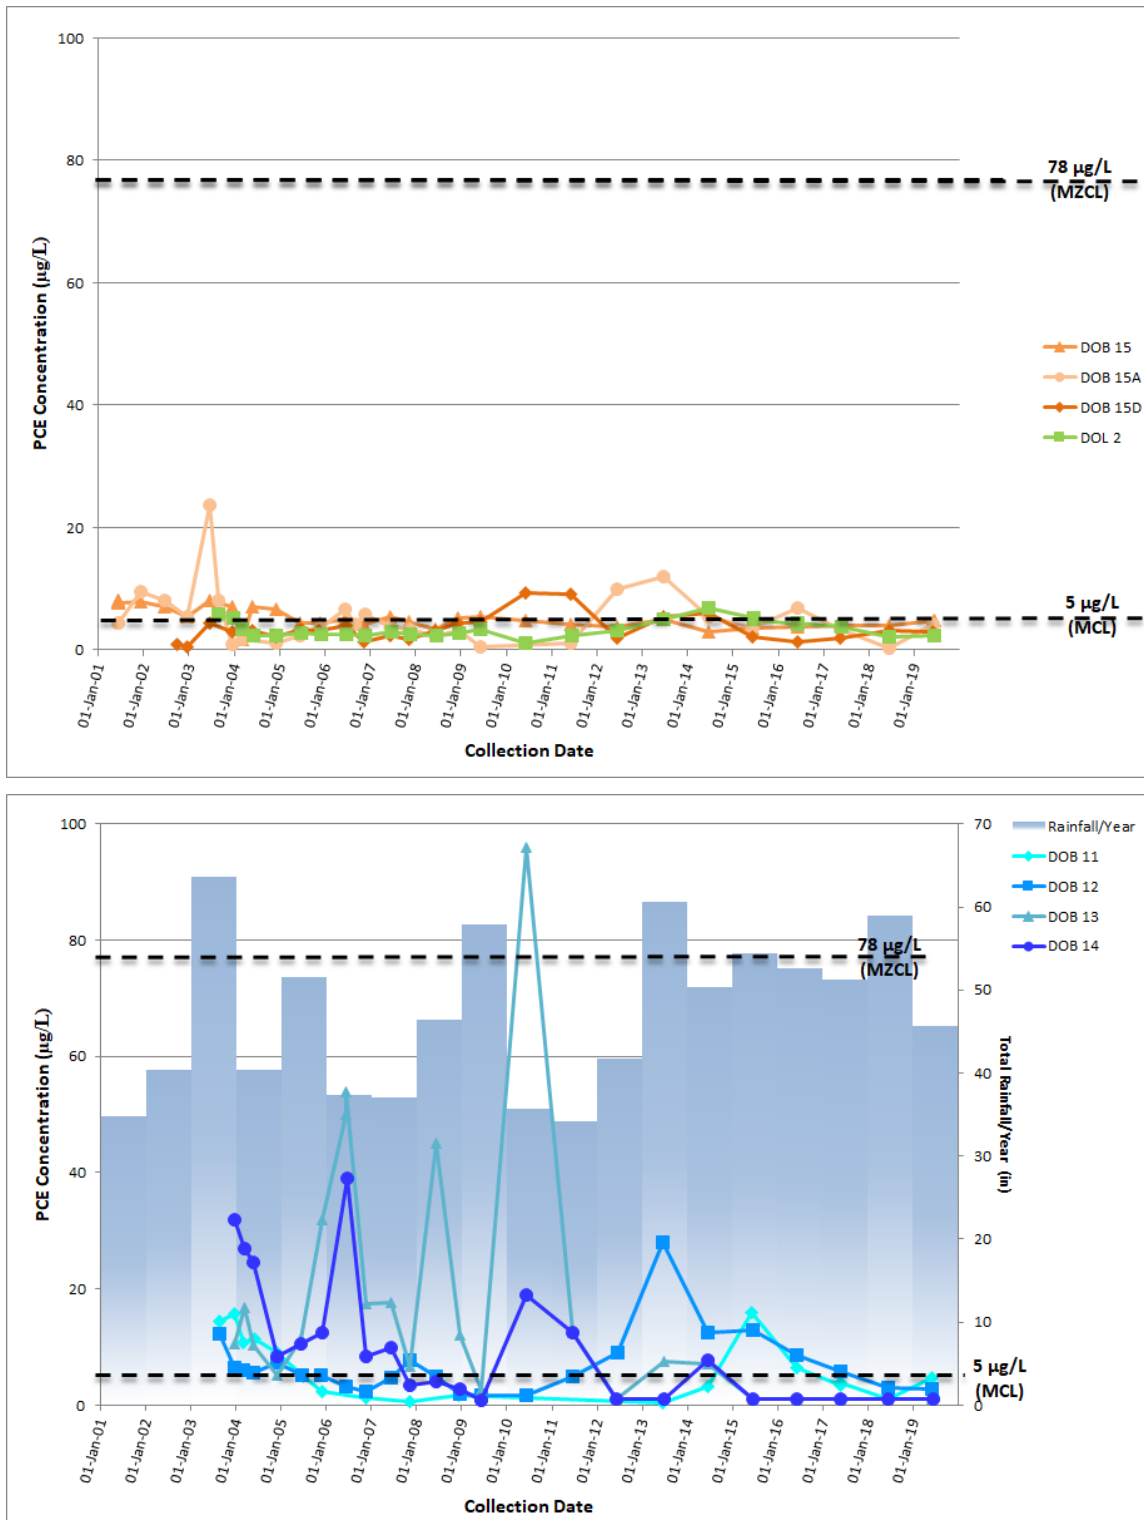 100
80
60
40
20
0
PCE Concentration (µg/L)
78 µg/L
(MZCL)
5 µg/L
(MCL)
DOB 15
DOB 15A
DOB 15D
DOL 2
01-Jan-01
01-Jan-02
01-Jan-03
01-Jan-04
01-Jan-05
01-Jan-06
01-Jan-07
01-Jan-08
01-Jan-09
01-Jan-10
01-Jan-11
01-Jan-12
01-Jan-13
01-Jan-14
01-Jan-15
01-Jan-16
01-Jan-17
01-Jan-18
01-Jan-19
Collection Date
100
80
60
40
20
0
PCE Concentration (µg/L)
70
60
50
40
30
20
10
0
Total Rainfall/Year (in)
Rainfall/Year
DOB 11
DOB 12
DOB 13
DOB 14
78 µg/L
(MZCL)
5 µg/L
(MCL)
01-Jan-01
01-Jan-02
01-Jan-03
01-Jan-04
01-Jan-05
01-Jan-06
01-Jan-07
01-Jan-08
01-Jan-09
01-Jan-10
01-Jan-11
01-Jan-12
01-Jan-13
01-Jan-14
01-Jan-15
01-Jan-16
01-Jan-17
01-Jan-18
01-Jan-19
Collection Date